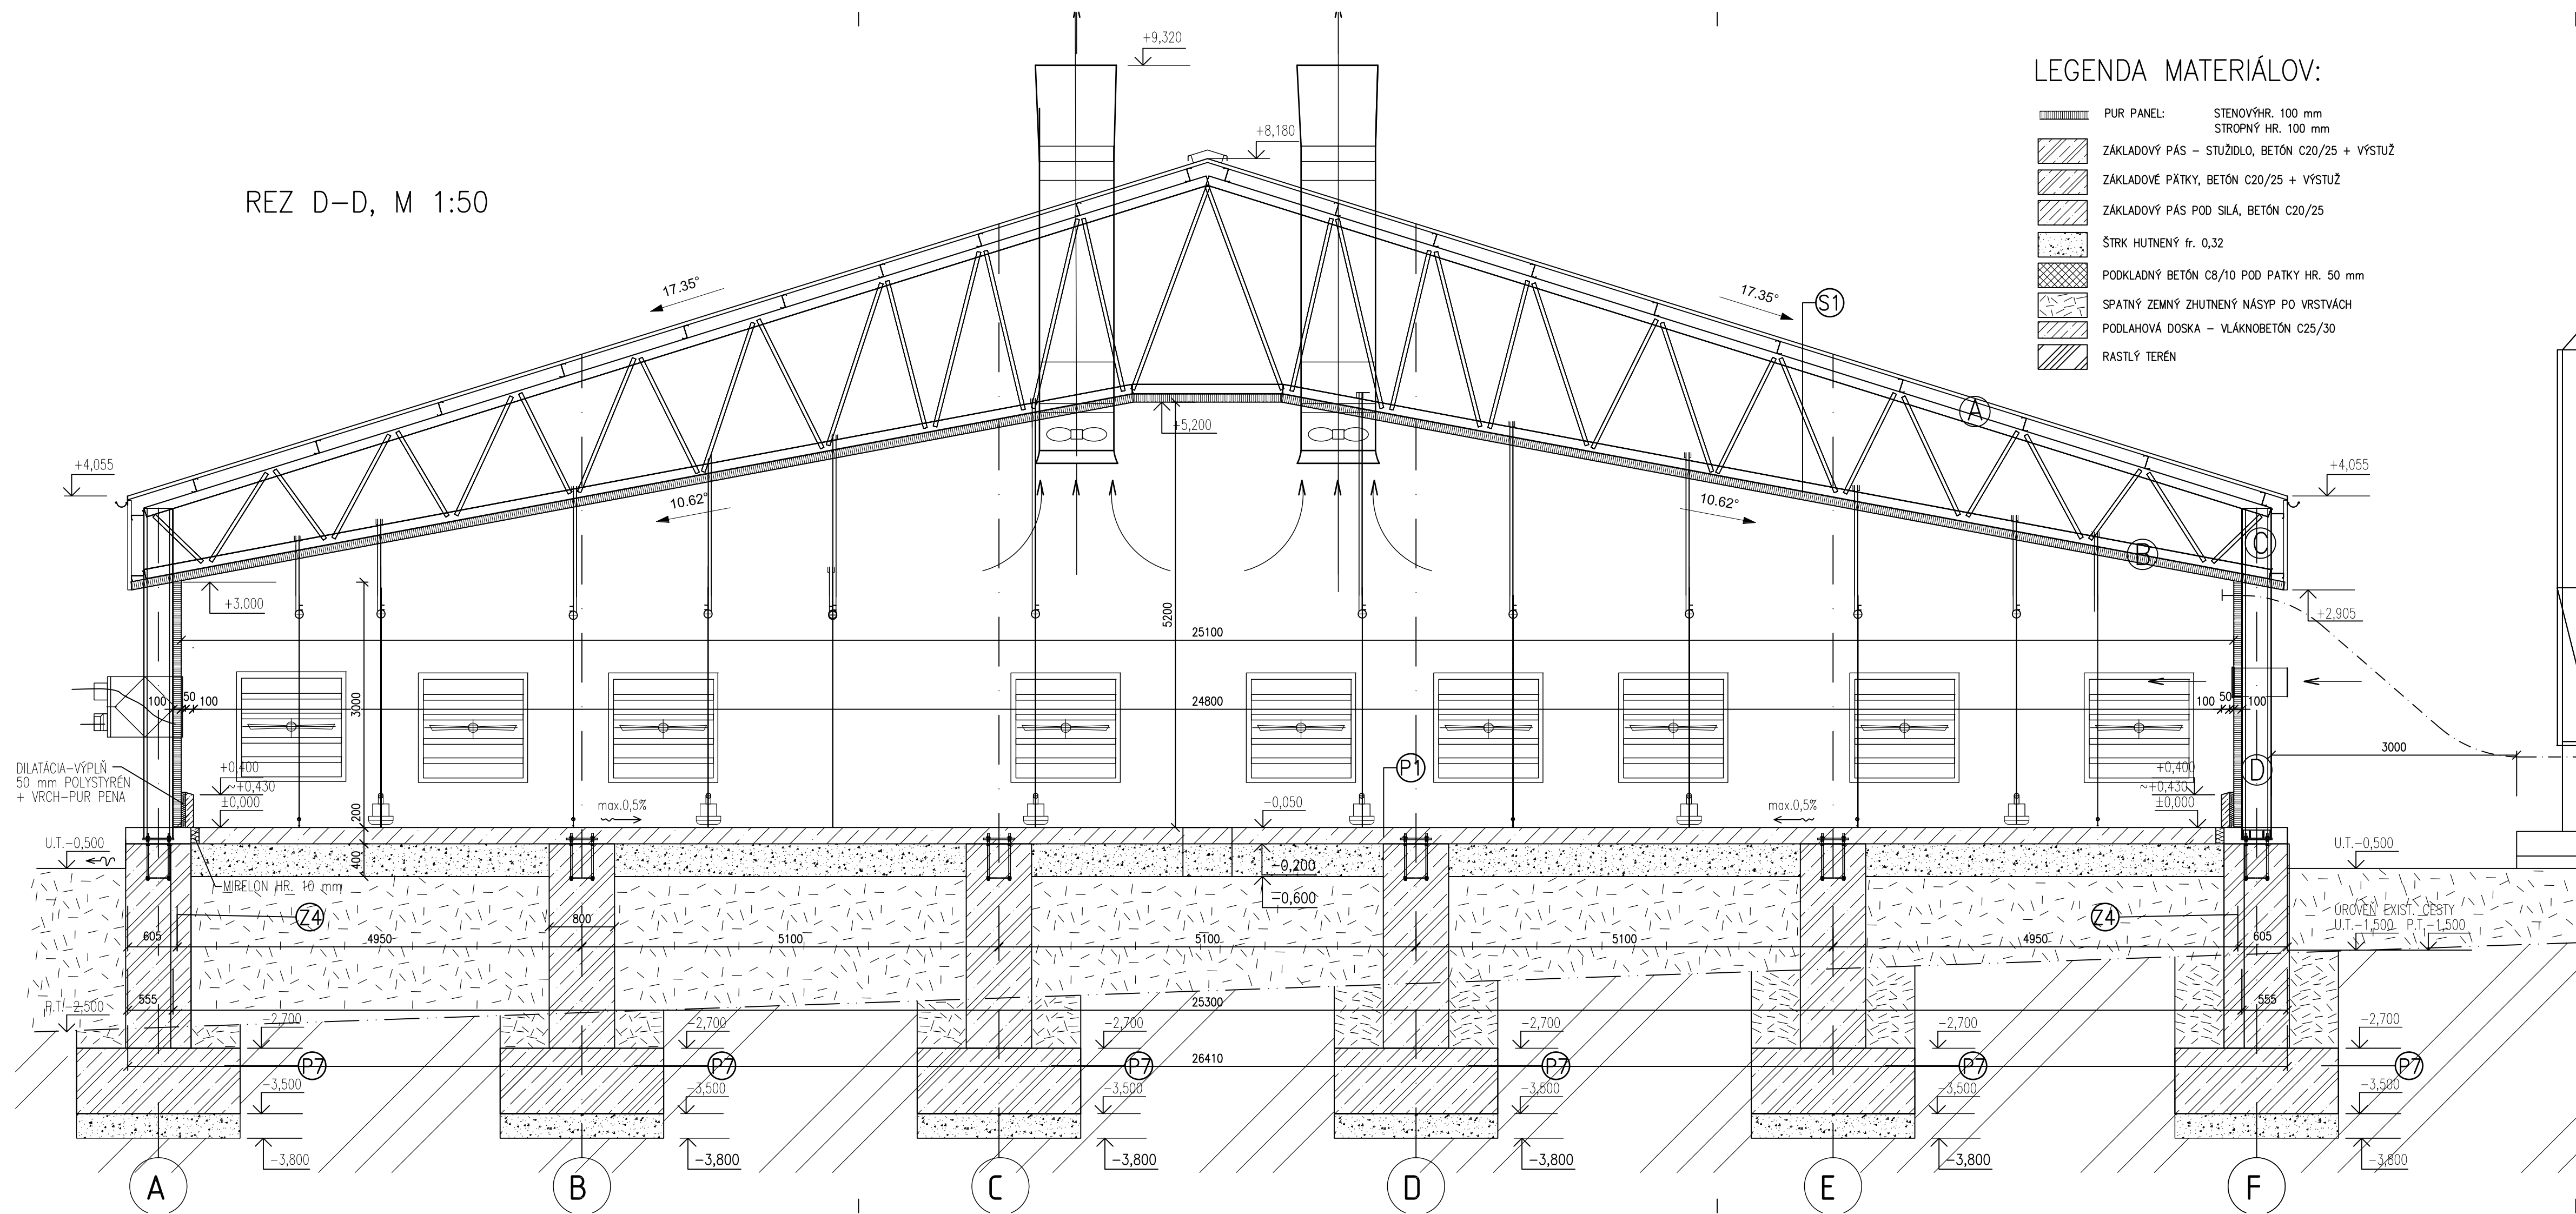 +9,320
LEGENDA MATERIÁLOV:
PUR PANEL: STENOVÝHR. 100 mm
STROPNÝ HR. 100 mm
+8,180
ZÁKLADOVÝ PÁS – STUŽIDLO, BETÓN C20/25 + VÝSTUŽ
ZÁKLADOVÉ PÄTKY, BETÓN C20/25 + VÝSTUŽ
REZ D–D, M 1:50
ZÁKLADOVÝ PÁS POD SILÁ, BETÓN C20/25
ŠTRK HUTNENÝ fr. 0,32
PODKLADNÝ BETÓN C8/10 POD PATKY HR. 50 mm
17.35°
17.35°
S1
SPATNÝ ZEMNÝ ZHUTNENÝ NÁSYP PO VRSTVÁCH
PODLAHOVÁ DOSKA – VLÁKNOBETÓN C25/30
RASTLÝ TERÉN
A
+5,200
+4,055
+4,055
10.62°
10.62°
C
B
+3.000
5200
+2,905
25100
100 50 100
3000
24800
100 50 100
3000
DILATÁCIA–VÝPLŇ
50 mm POLYSTYRÉN
+ VRCH–PUR PENA
+0,400
~+0,430
±0,000
P1
D
+0,400
~+0,430
±0,000
200
max.0,5%
–0,050
max.0,5%
U.T.–0,500
400
–0,200
U.T.–0,500
MIRELON HR. 10 mm
–0,600
Z4
800
Z4
ÚROVEŇ EXIST. CESTY
U.T.–1,500 P.T.–1,500
605
4950
5100
5100
5100
4950
605
P.T.–2,500
555
25300
555
–2,700
–2,700
–2,700
–2,700
–2,700
–2,700
P7
P7
P7
26410
P7
P7
P7
–3,500
–3,500
–3,500
–3,500
–3,500
–3,500
–3,800
–3,800
–3,800
–3,800
–3,800
–3,800
A
B
C
D
E
F